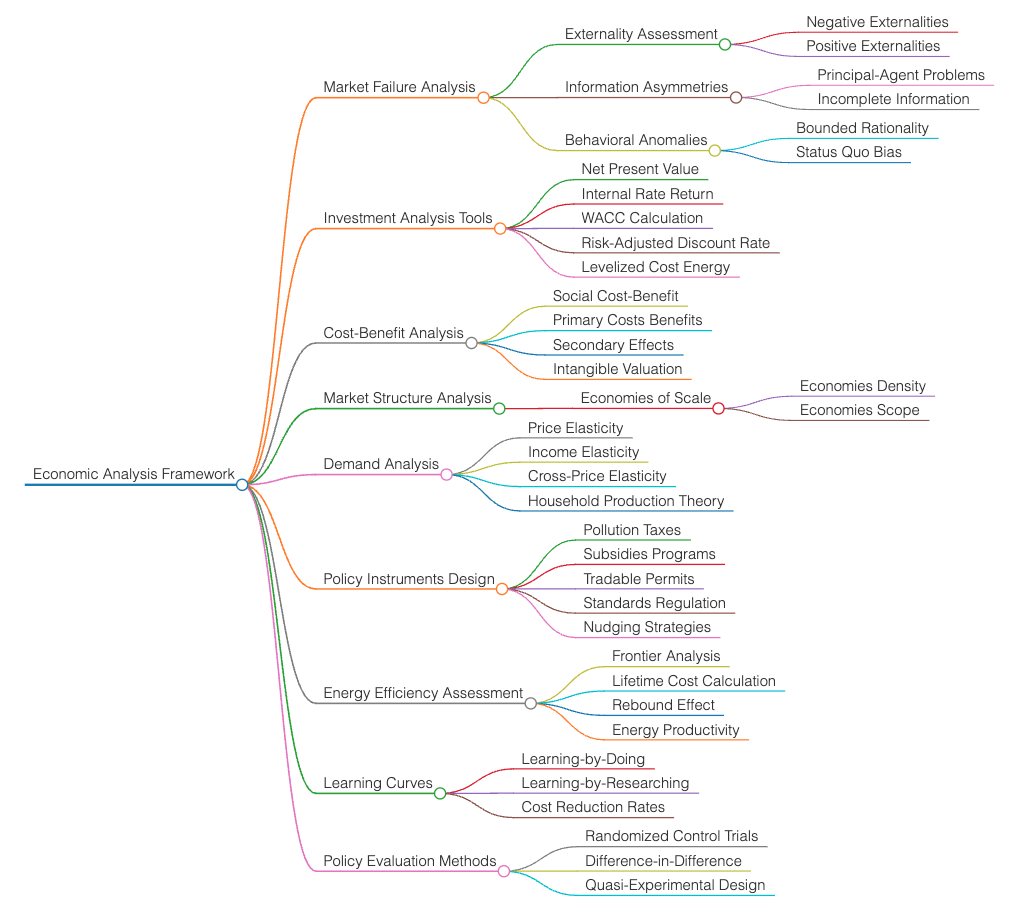 Economic Analysis Framework
Market Failure Analysis
Externality Assessment
Negative Externalities
Positive Externalities
Information Asymmetries
Principal-Agent Problems
Incomplete Information
Behavioral Anomalies
Bounded Rationality
Status Quo Bias
Investment Analysis Tools
Net Present Value
Internal Rate Return
WACC Calculation
Risk-Adjusted Discount Rate
Levelized Cost Energy
Cost-Benefit Analysis
Social Cost-Benefit
Primary Costs Benefits
Secondary Effects
Intangible Valuation
Market Structure Analysis
Economies of Scale
Economies Density
Economies Scope
Demand Analysis
Price Elasticity
Income Elasticity
Cross-Price Elasticity
Household Production Theory
Policy Instruments Design
Pollution Taxes
Subsidies Programs
Tradable Permits
Standards Regulation
Nudging Strategies
Energy Efficiency Assessment
Frontier Analysis
Lifetime Cost Calculation
Rebound Effect
Energy Productivity
Learning Curves
Learning-by-Doing
Learning-by-Researching
Cost Reduction Rates
Policy Evaluation Methods
Randomized Control Trials
Difference-in-Difference
Quasi-Experimental Design